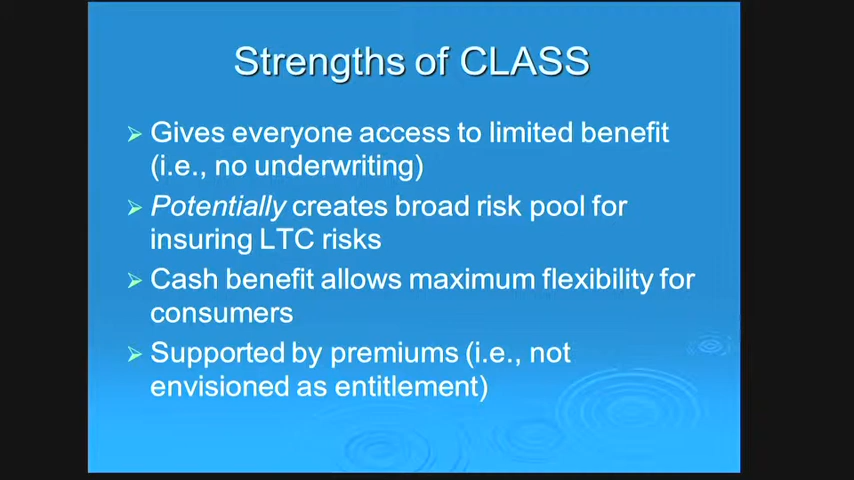 Strengths of CLASS
➢ Gives everyone access to limited benefit
(i.e., no underwriting)
➢ Potentially creates broad risk pool for
insuring LTC risks
➢ Cash benefit allows maximum flexibility for
consumers
➢ Supported by premiums (i.e., not
envisioned as entitlement)